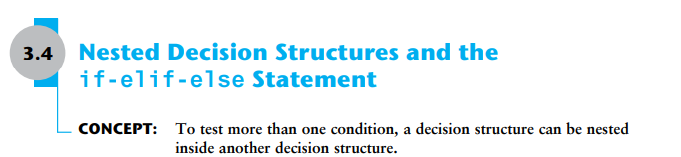 3.4 Nested Decision Structures and the
if-elif-else Statement
CONCEPT: To test more than one condition, a decision structure can be nested
inside another decision structure.